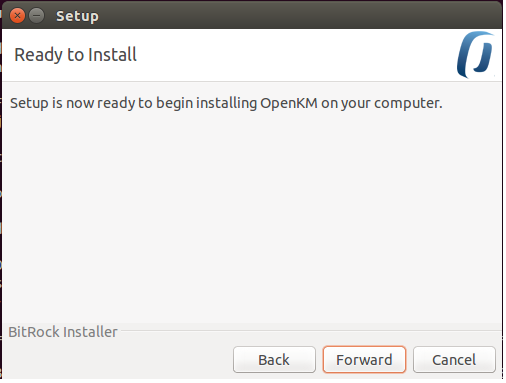 Setup
Ready to Install
Setup is now ready to begin installing OpenKM on your computer.
BitRock Installer
Back Forward Cancel